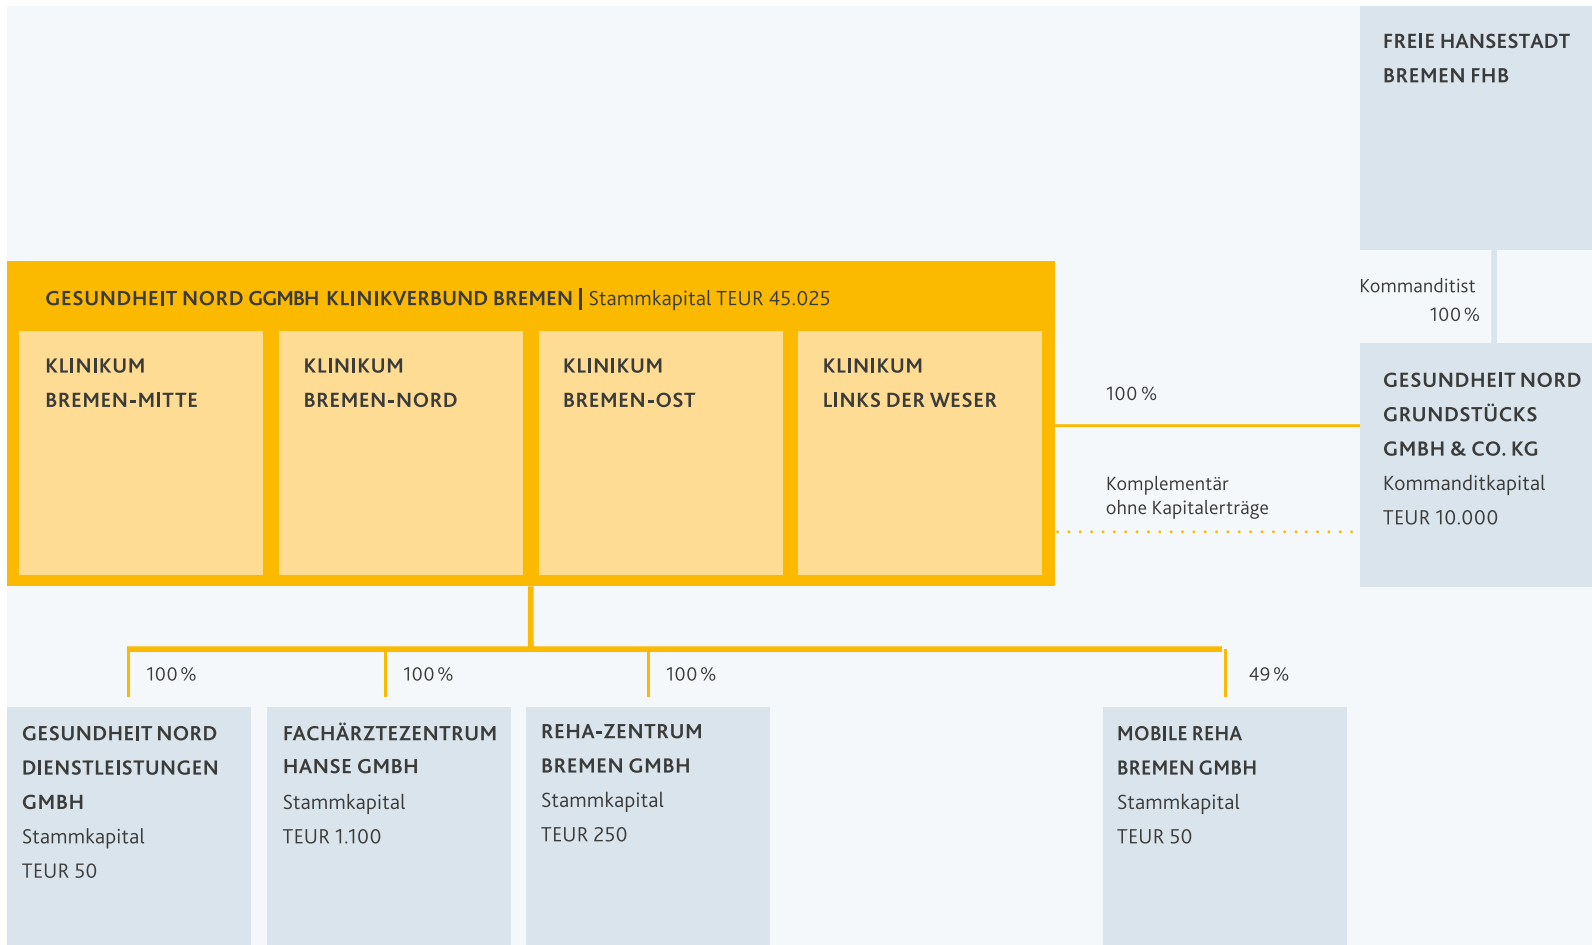 FREIE HANSESTADT
BREMEN FHB
Kommanditist
100 %
GESUNDHEIT NORD GGMBH KLINIKVERBUND BREMEN | Stammkapital TEUR 45.025
KLINIKUM
BREMEN-MITTE
KLINIKUM
BREMEN-NORD
KLINIKUM
BREMEN-OST
KLINIKUM
LINKS DER WESER
100 %
Komplementär
ohne Kapitalerträge
GESUNDHEIT NORD
GRUNDSTÜCKS
GMBH & CO. KG
Kommanditkapital
TEUR 10.000
100 %
GESUNDHEIT NORD
DIENSTLEISTUNGEN
GMBH
Stammkapital
TEUR 50
100 %
FACHÄRZTEZENTRUM
HANSE GMBH
Stammkapital
TEUR 1.100
100 %
REHA-ZENTRUM
BREMEN GMBH
Stammkapital
TEUR 250
49 %
MOBILE REHA
BREMEN GMBH
Stammkapital
TEUR 50